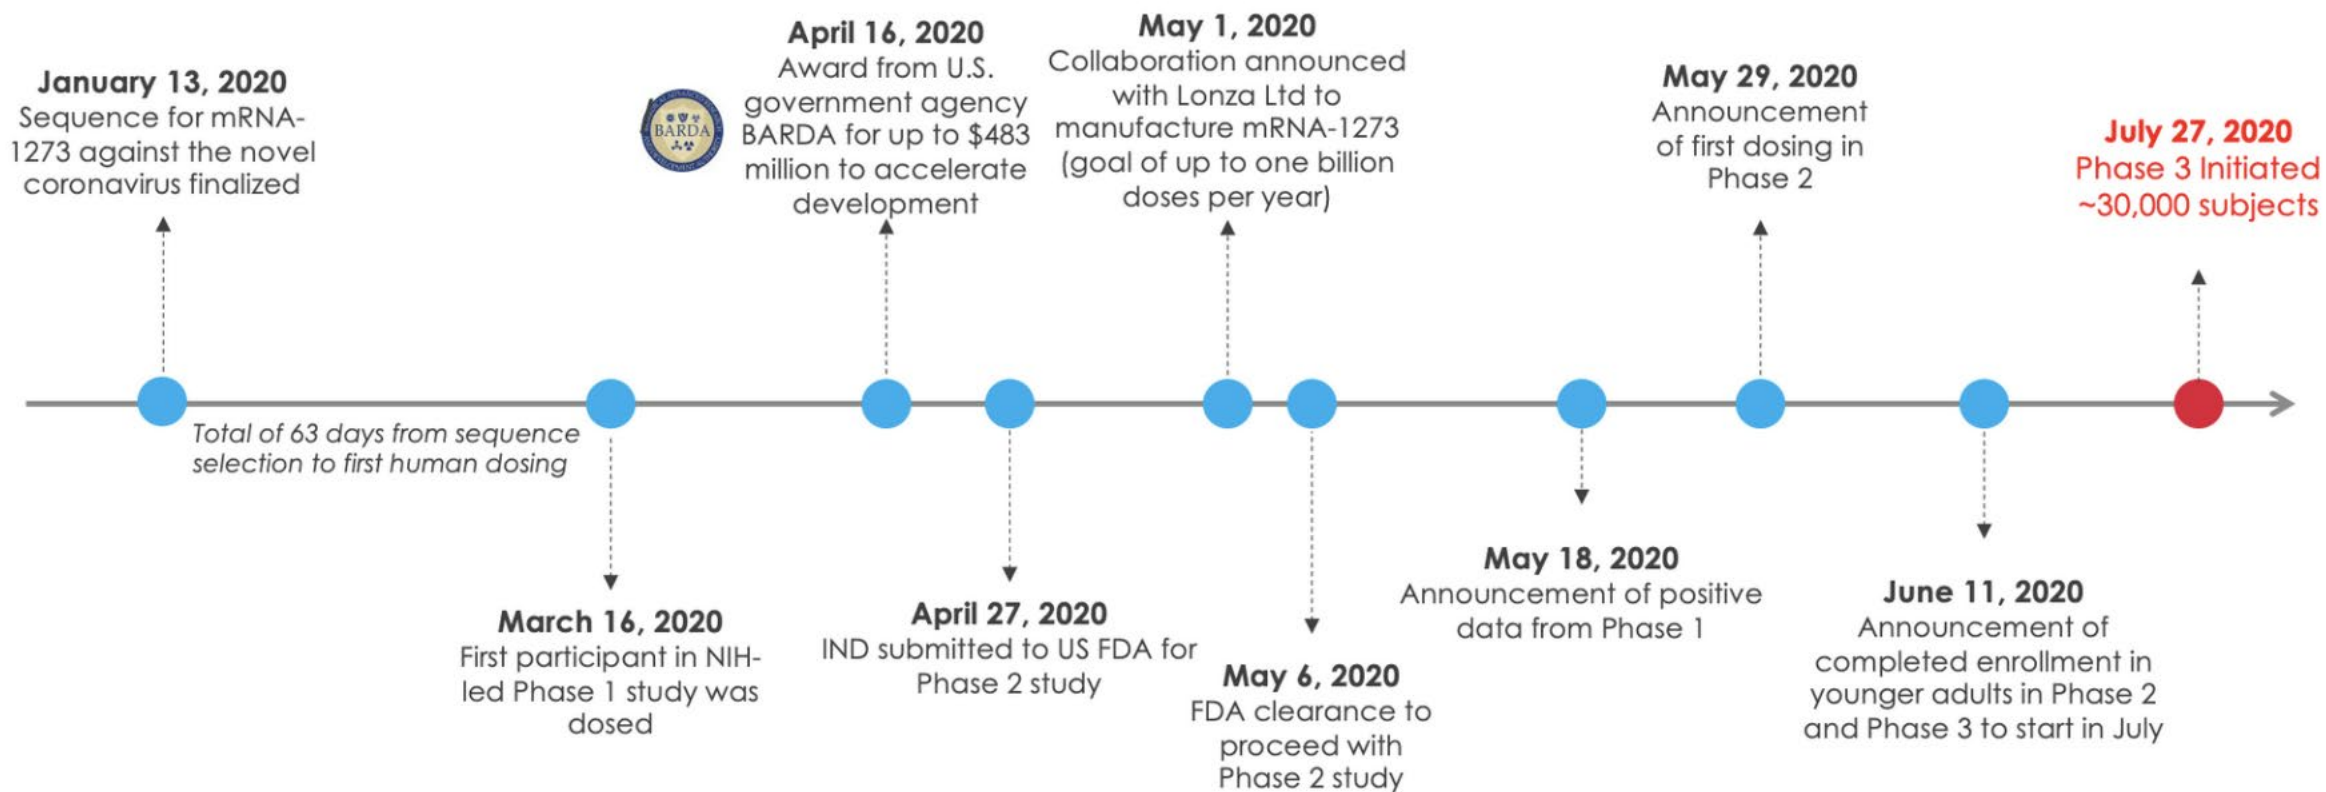 January 13, 2020
Sequence for mRNA-
1273 against the novel
coronavirus finalized
BARDA
April 16, 2020
Award from U.S.
government agency
BARDA for up to $483
million to accelerate
development
May 1, 2020
Collaboration announced
with Lonza Ltd to
manufacture mRNA-1273
(goal of up to one billion
doses per year)
May 29, 2020
Announcement
of first dosing in
Phase 2
July 27, 2020
Phase 3 Initiated
~30,000 subjects
Total of 63 days from sequence
selection to first human dosing
March 16, 2020
First participant in NIH-
led Phase 1 study was
dosed
April 27, 2020
IND submitted to US FDA for
Phase 2 study
May 6, 2020
FDA clearance to
proceed with
Phase 2 study
May 18, 2020
Announcement of positive
data from Phase 1
June 11, 2020
Announcement of
completed enrollment in
younger adults in Phase 2
and Phase 3 to start in July